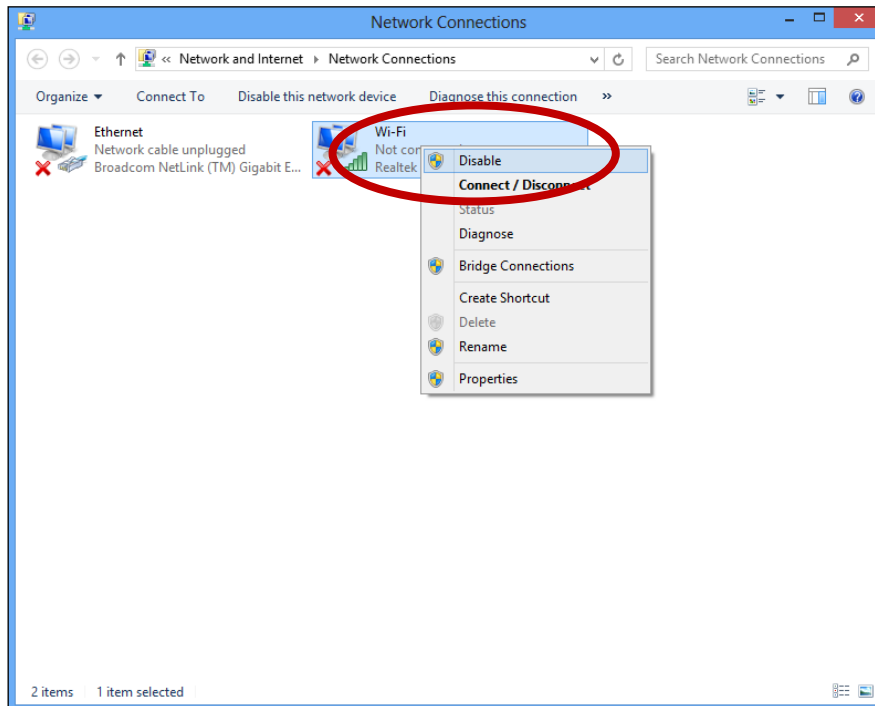 Network Connections
« Network and Internet Network Connections
Search Network Connections
Organize Connect To Disable this network device Diagnose this connection »
Ethernet
Network cable unplugged
Broadcom NetLink (TM) Gigabit E...
Wi-Fi
Not
Realtek
Disable
Connect / Disconnect
Status
Diagnose
Bridge Connections
Create Shortcut
Delete
Rename
Properties
2 items 1 item selected